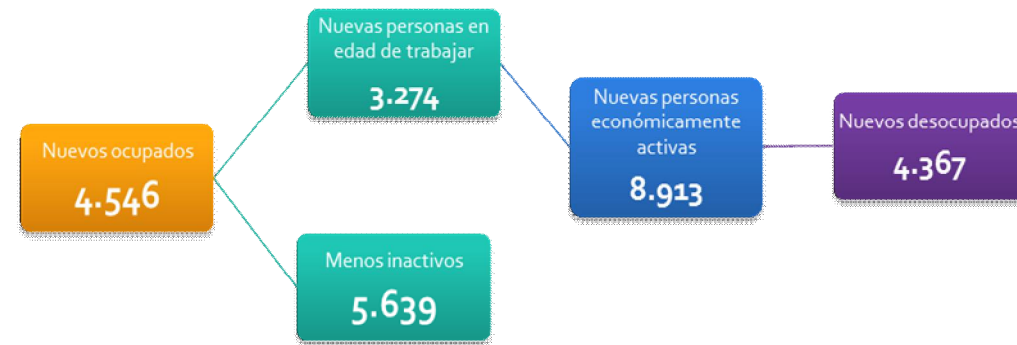 Nuevos ocupados
4.546
Nuevas personas en
edad de trabajar
3.274
Menos inactivos
5.639
Nuevas personas
económicamente
activas
8.913
Nuevos desocupados
4.367